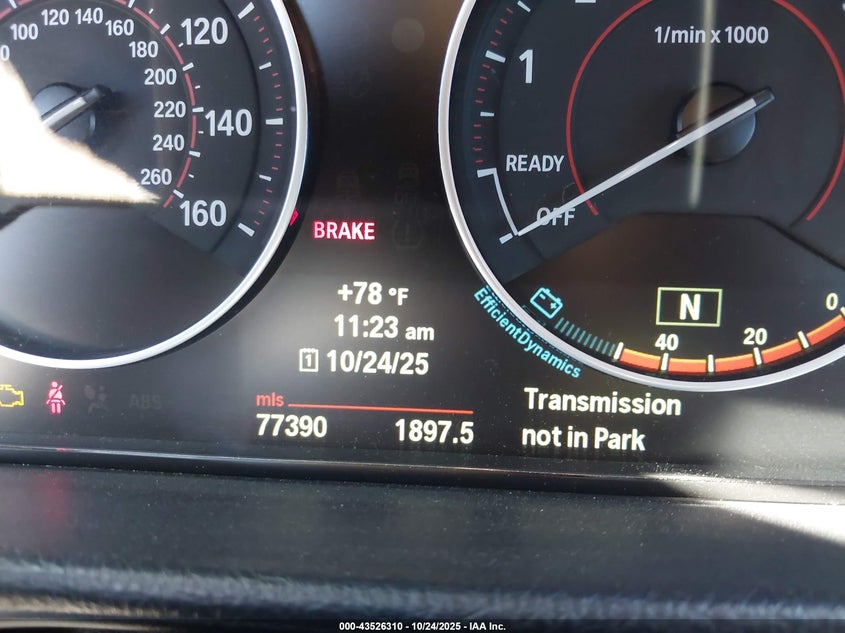 100 120 140
160
180
200
220
240
260
120
140
160
1/min x 1000
1
READY
OFF
BRAKE
+78 °F
11:23 am
1 10/24/25
EfficientDynamics
N
40 20 0
ABS
mls
77390 1897.5
Transmission
not in Park
000-43526310 - 10/24/2025 - IAA Inc.